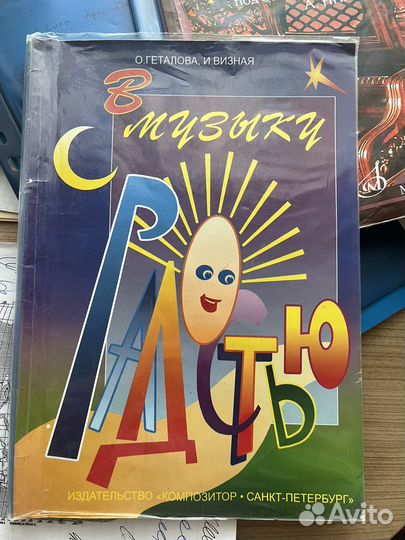 О.ГЕТАЛОВА, И.ВИЗНАЯ
В
МУЗЫКУ
С
РАДОСТЬЮ
ИЗДАТЕЛЬСТВО «КОМПОЗИТОР • САНКТ-ПЕТЕРБУРГ»
Avito